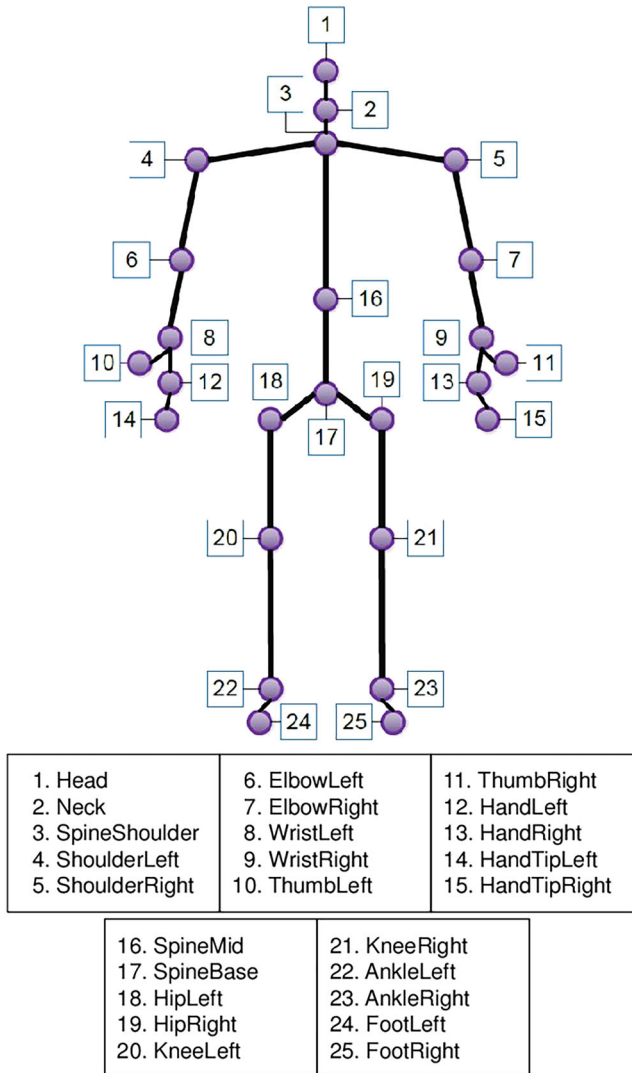 1
3
2
4
5
6
7
16
8
9
10
11
12
13
18
19
14
15
17
20
21
22
23
24
25
1. Head
2. Neck
3. SpineShoulder
4. ShoulderLeft
5. ShoulderRight
6. ElbowLeft
7. ElbowRight
8. WristLeft
9. WristRight
10. ThumbLeft
11. ThumbRight
12. HandLeft
13. HandRight
14. HandTipLeft
15. HandTipRight
16. SpineMid
17. SpineBase
18. HipLeft
19. HipRight
20. KneeLeft
21. KneeRight
22. AnkleLeft
23. AnkleRight
24. FootLeft
25. FootRight